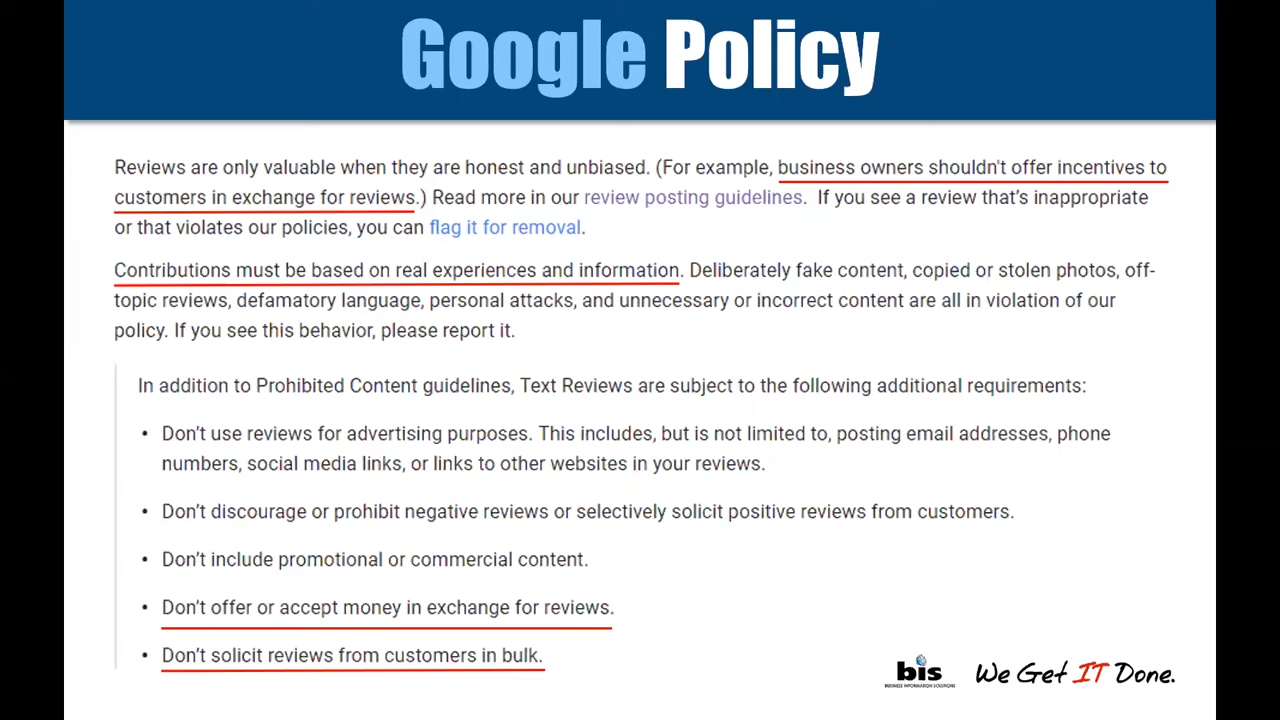 Google Policy
Reviews are only valuable when they are honest and unbiased. (For example, business owners shouldn't offer incentives to
customers in exchange for reviews.) Read more in our review posting guidelines.  If you see a review that's inappropriate
or that violates our policies, you can flag it for removal.
Contributions must be based on real experiences and information. Deliberately fake content, copied or stolen photos, off-
topic reviews, defamatory language, personal attacks, and unnecessary or incorrect content are all in violation of our
policy. If you see this behavior, please report it.
In addition to Prohibited Content guidelines, Text Reviews are subject to the following additional requirements:
• Don't use reviews for advertising purposes. This includes, but is not limited to, posting email addresses, phone
numbers, social media links, or links to other websites in your reviews.
• Don't discourage or prohibit negative reviews or selectively solicit positive reviews from customers.
• Don't include promotional or commercial content.
• Don't offer or accept money in exchange for reviews.
• Don't solicit reviews from customers in bulk.
bis
BUSINESS INFORMATION SOLUTIONS
We Get IT Done.